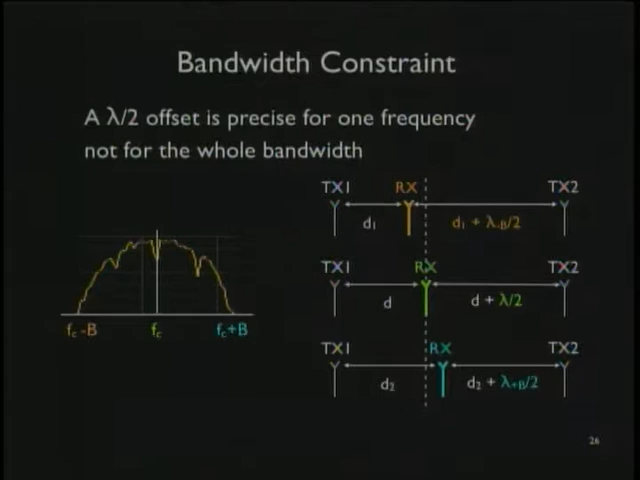 Bandwidth Constraint
A λ/2 offset is precise for one frequency
not for the whole bandwidth
TX1 RX TX2
d₁ d₁ + λ₋B/2
TX1 RX TX2
d d + λ/2
fc -B fc fc+B
TX1 RX TX2
d₂ d₂ + λ+B/2
26